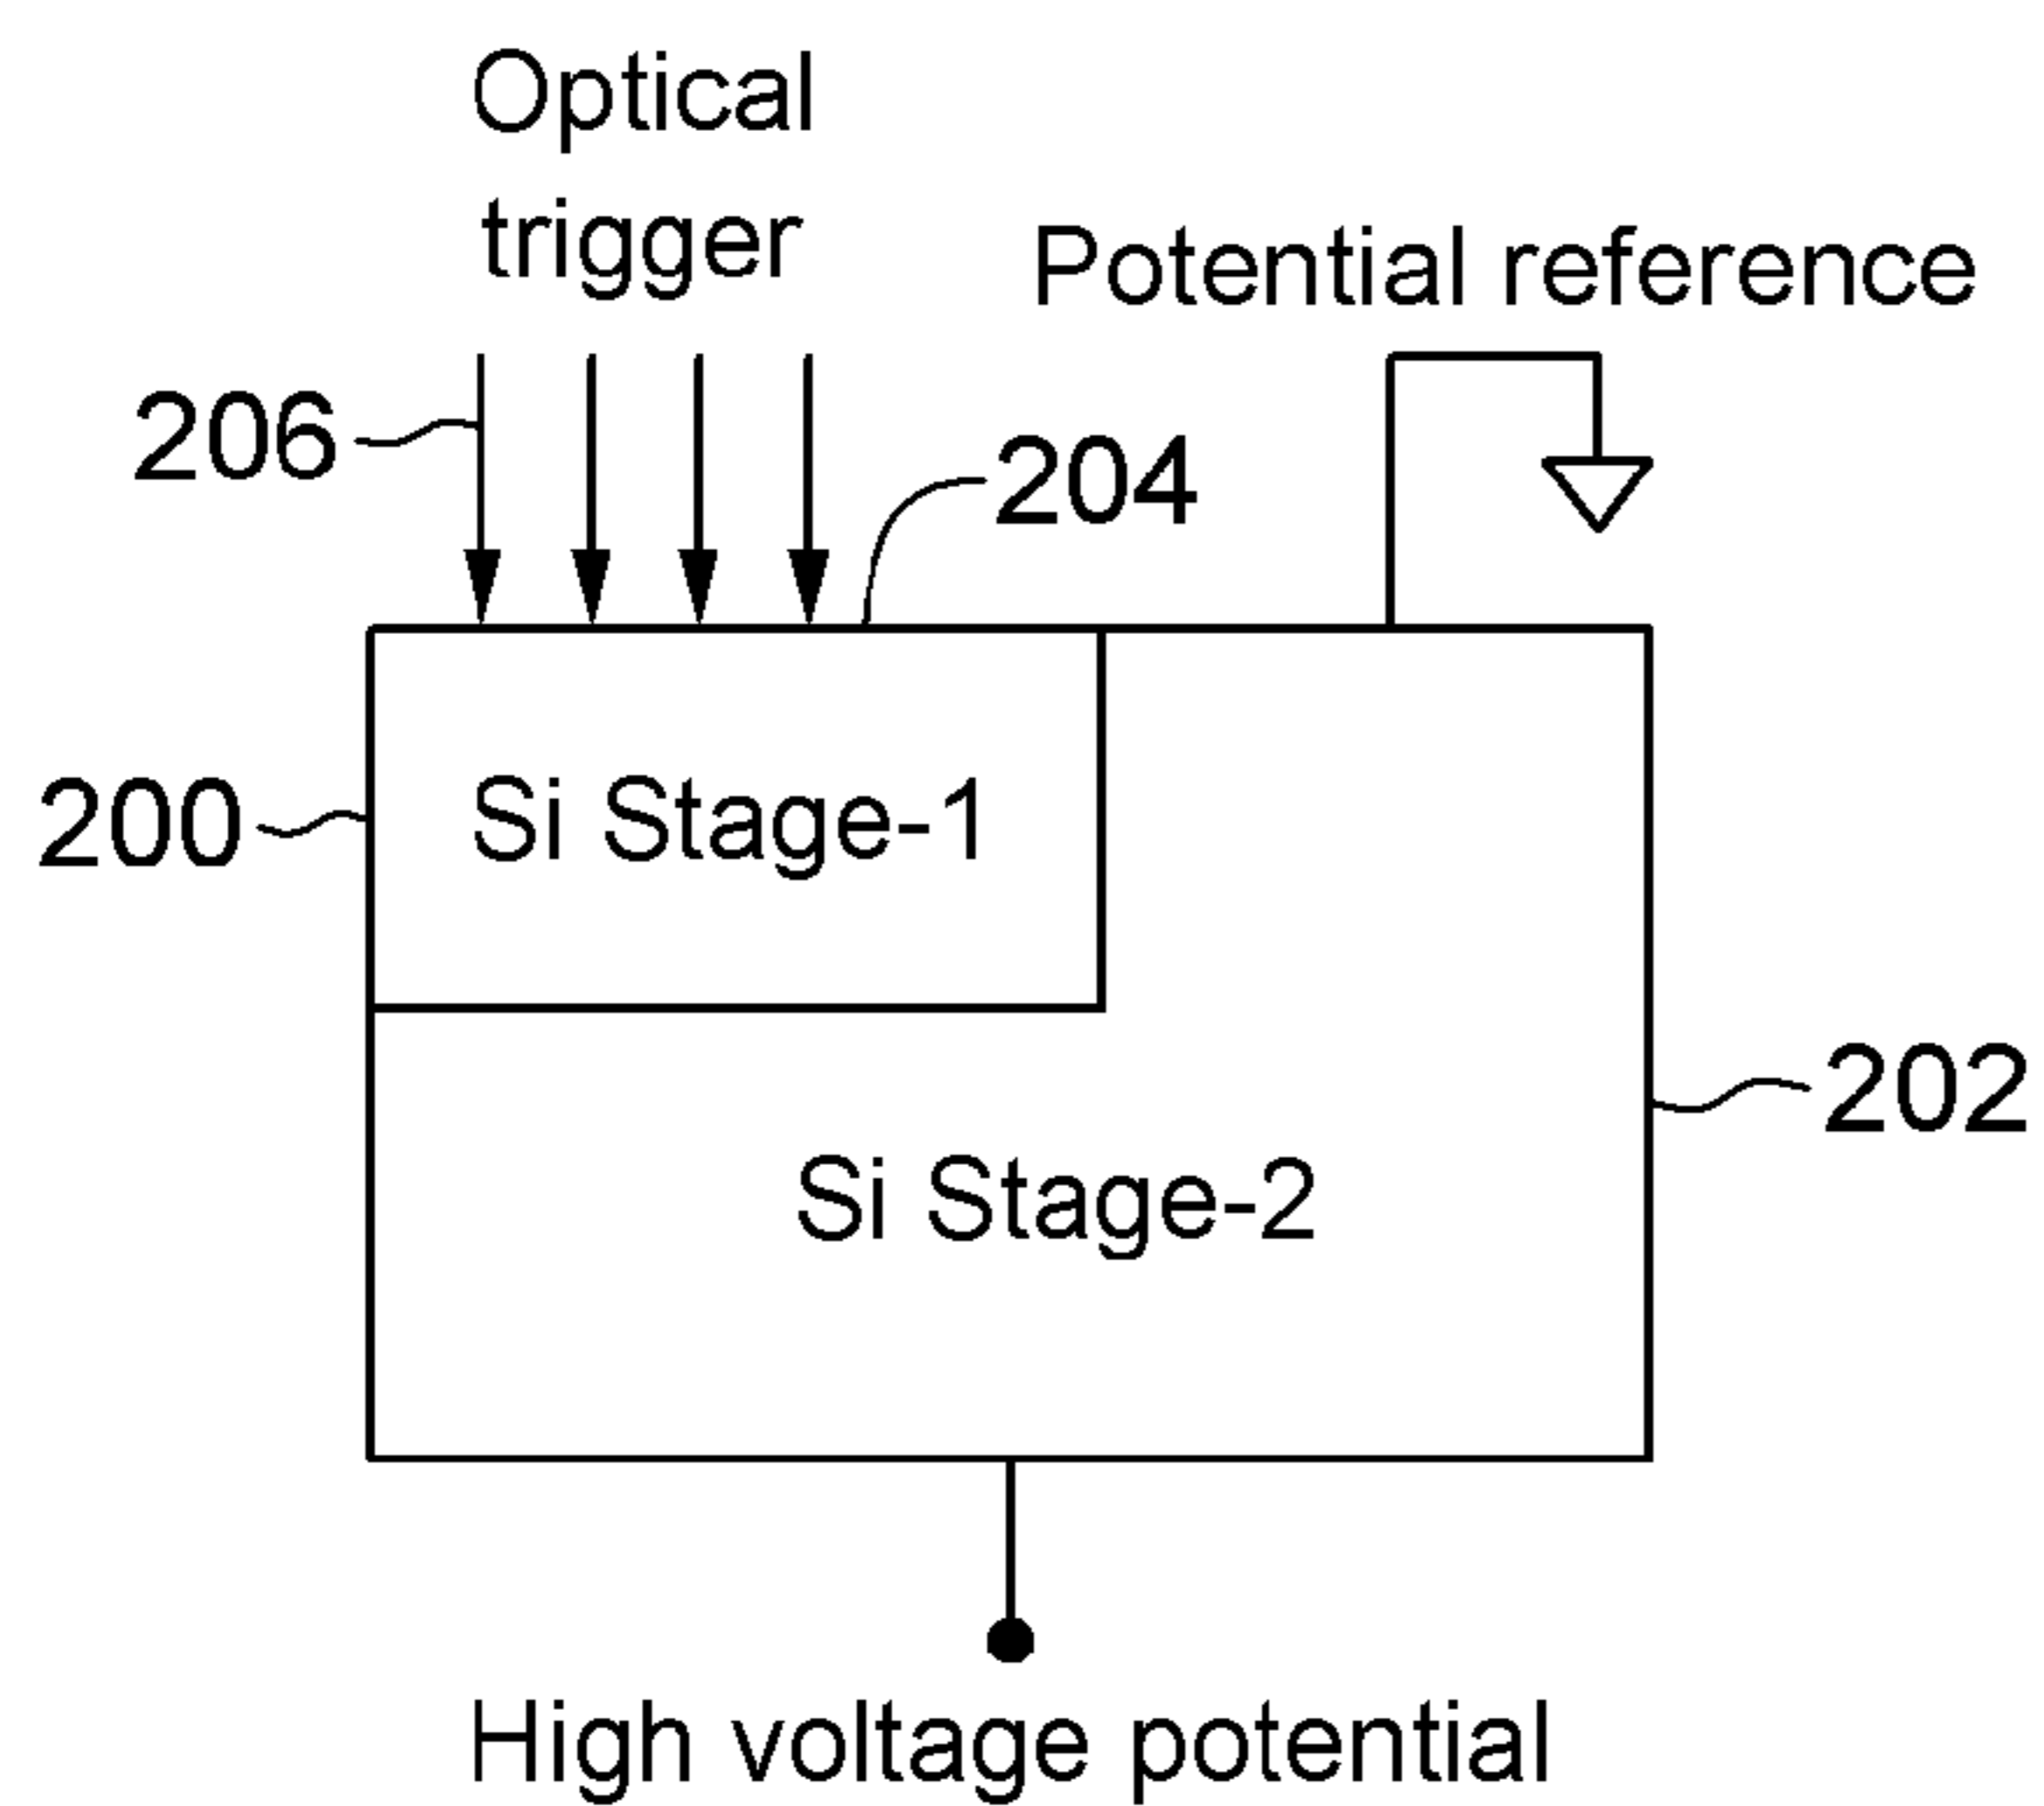 Optical
trigger
Potential reference
206
204
200
Si Stage-1
202
Si Stage-2
High voltage potential